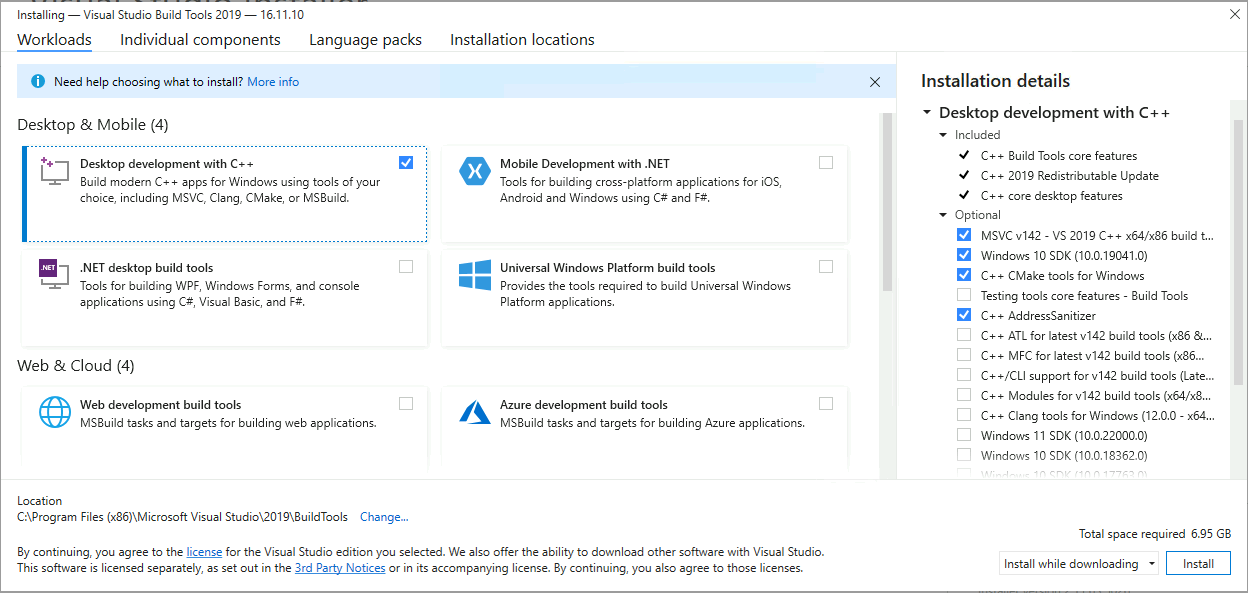 Installing — Visual Studio Build Tools 2019 — 16.11.10
Workloads
Individual components
Language packs
Installation locations
Need help choosing what to install? More info
Desktop & Mobile (4)
Desktop development with C++
Build modern C++ apps for Windows using tools of your
choice, including MSVC, Clang, CMake, or MSBuild.
Mobile Development with .NET
Tools for building cross-platform applications for iOS,
Android and Windows using C# and F#.
.NET
.NET desktop build tools
Tools for building WPF, Windows Forms, and console
applications using C#, Visual Basic, and F#.
Universal Windows Platform build tools
Provides the tools required to build Universal Windows
Platform applications.
Web & Cloud (4)
Web development build tools
MSBuild tasks and targets for building web applications.
Azure development build tools
MSBuild tasks and targets for building Azure applications.
Installation details
Desktop development with C++
Included
C++ Build Tools core features
C++ 2019 Redistributable Update
C++ core desktop features
Optional
MSVC v142 - VS 2019 C++ x64/x86 build t...
Windows 10 SDK (10.0.19041.0)
C++ CMake tools for Windows
Testing tools core features - Build Tools
C++ AddressSanitizer
C++ ATL for latest v142 build tools (x86 &...
C++ MFC for latest v142 build tools (x86...
C++/CLI support for v142 build tools (Late...
C++ Modules for v142 build tools (x64/x8...
C++ Clang tools for Windows (12.0.0 - x64...
Windows 11 SDK (10.0.22000.0)
Windows 10 SDK (10.0.18362.0)
Windows 10 SDK (10.0.17763.0)
Location
C:\Program Files (x86)\Microsoft Visual Studio\2019\BuildTools Change...
By continuing, you agree to the license for the Visual Studio edition you selected. We also offer the ability to download other software with Visual Studio.
This software is licensed separately, as set out in the 3rd Party Notices or in its accompanying license. By continuing, you also agree to those licenses.
Total space required 6.95 GB
Install while downloading
Install